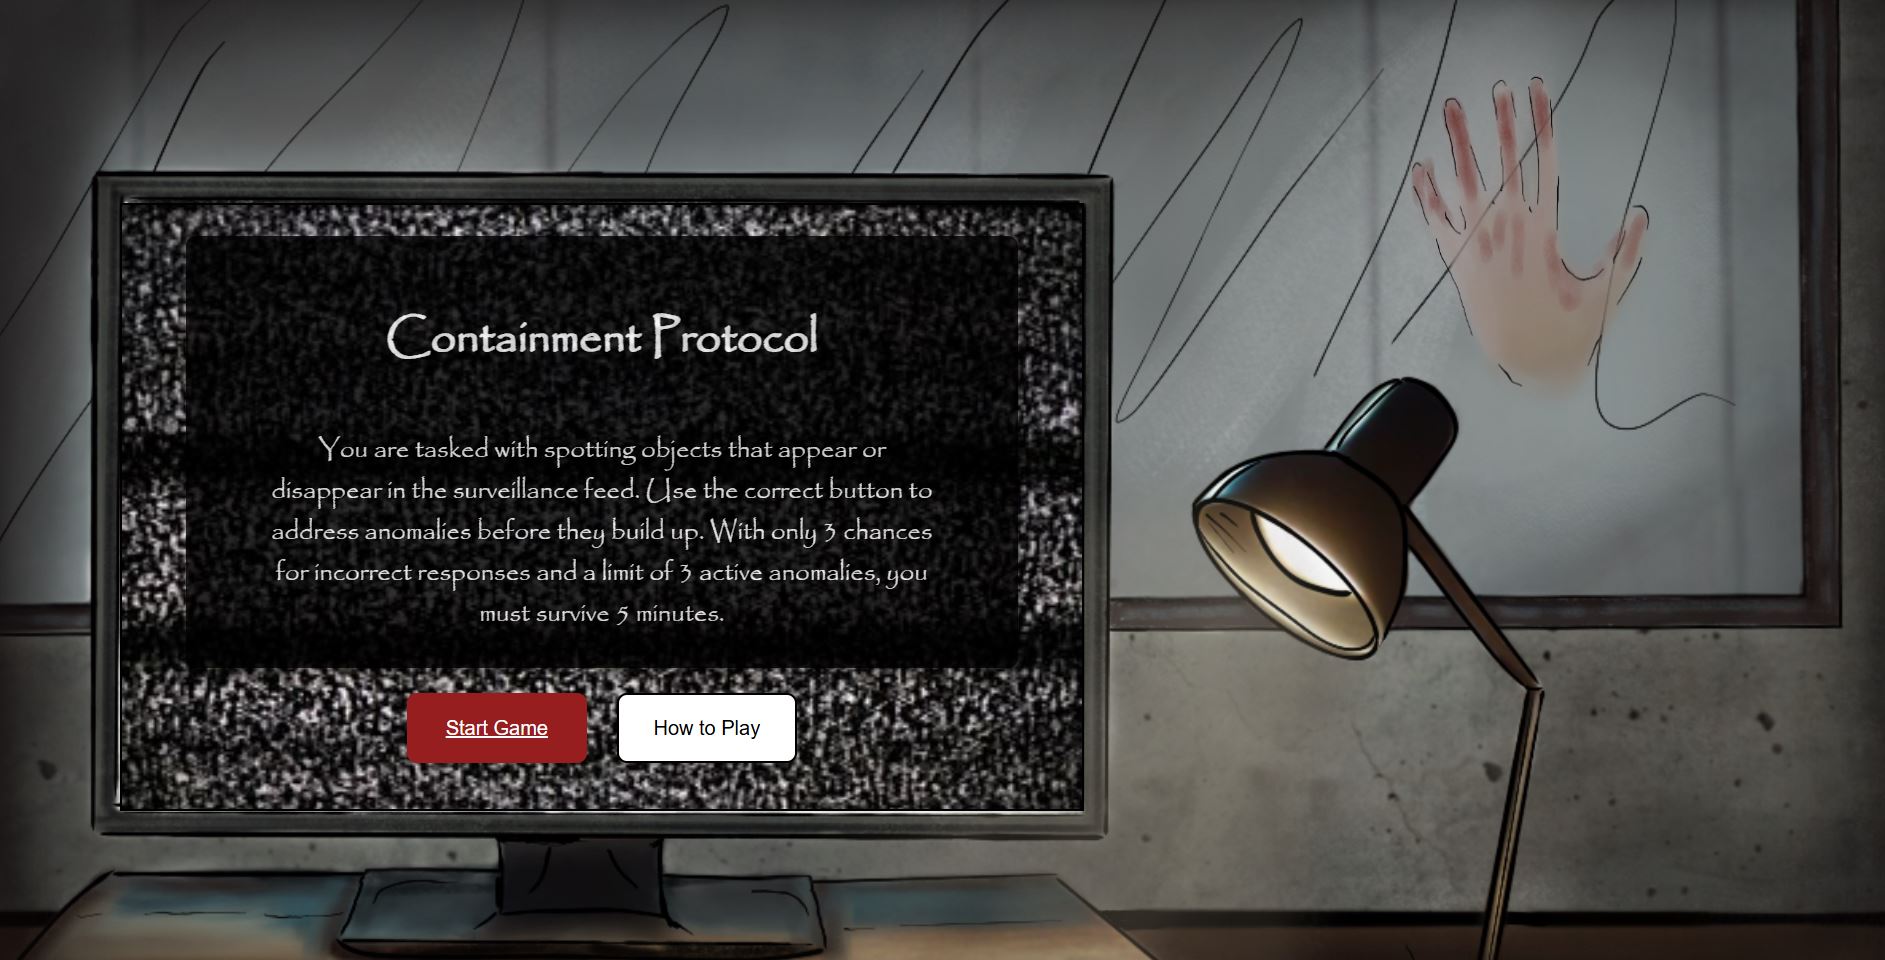 Containment Protocol
You are tasked with spotting objects that appear or
disappear in the surveillance feed. Use the correct button to
address anomalies before they build up. With only 3 chances
for incorrect responses and a limit of 3 active anomalies, you
must survive 5 minutes.
Start Game
How to Play